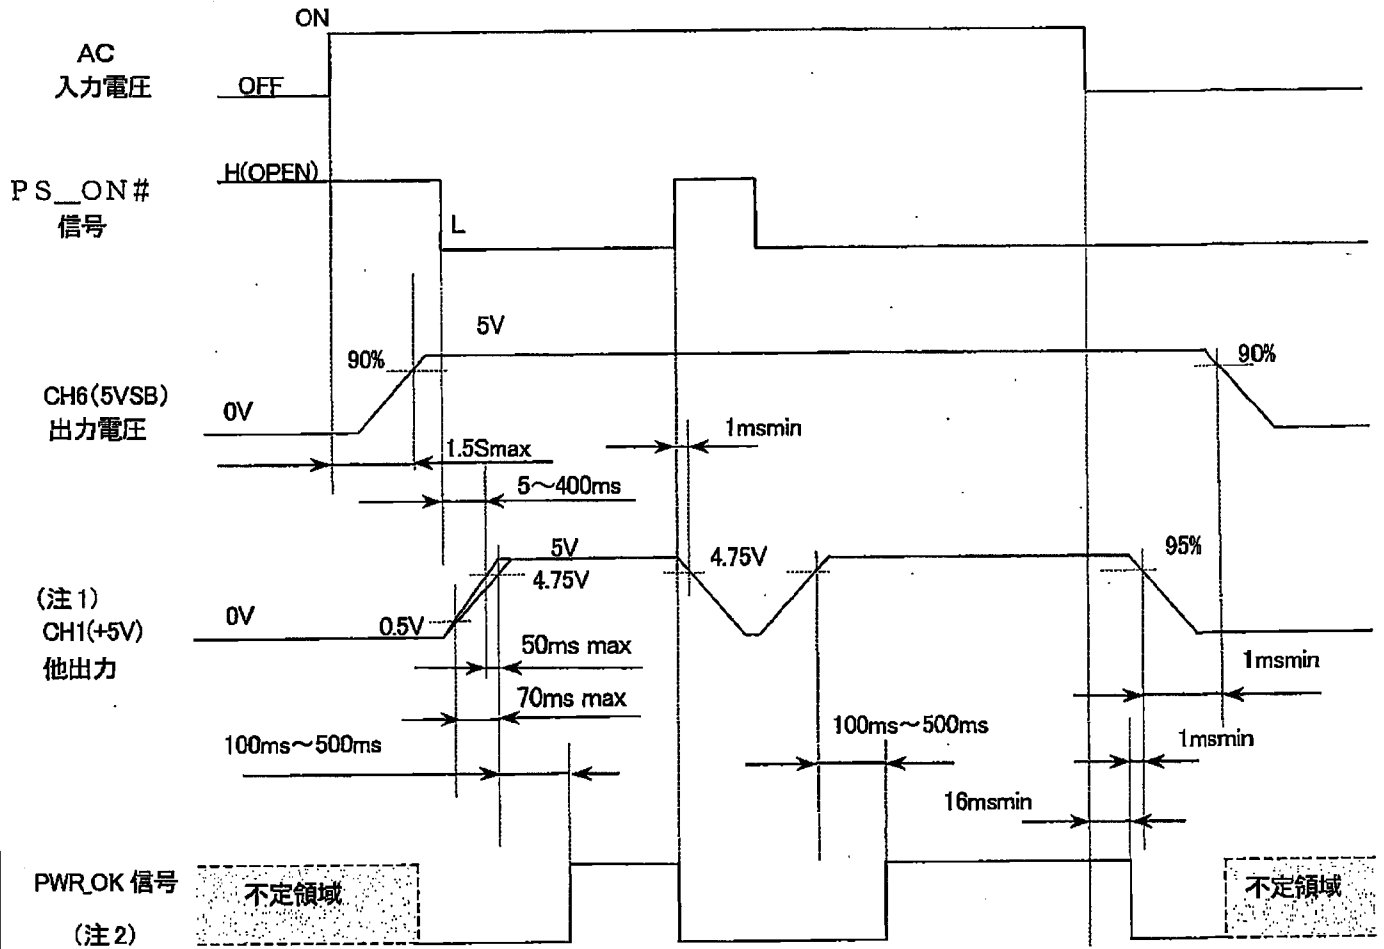 ON
AC
入力電圧
OFF
H(OPEN)
PS_ON#
信号
L
5V
90%
90%
CH6(5VSB)
出力電圧
0V
1msmin
1.5Smax
5～400ms
5V
4.75V
95%
4.75V
(注1)
CH1(+5V)
他出力
0V
0.5V
50ms max
1msmin
70ms max
100ms～500ms
100ms～500ms
1msmin
16msmin
PWR_OK 信号
(注2)
不定領域
不定領域